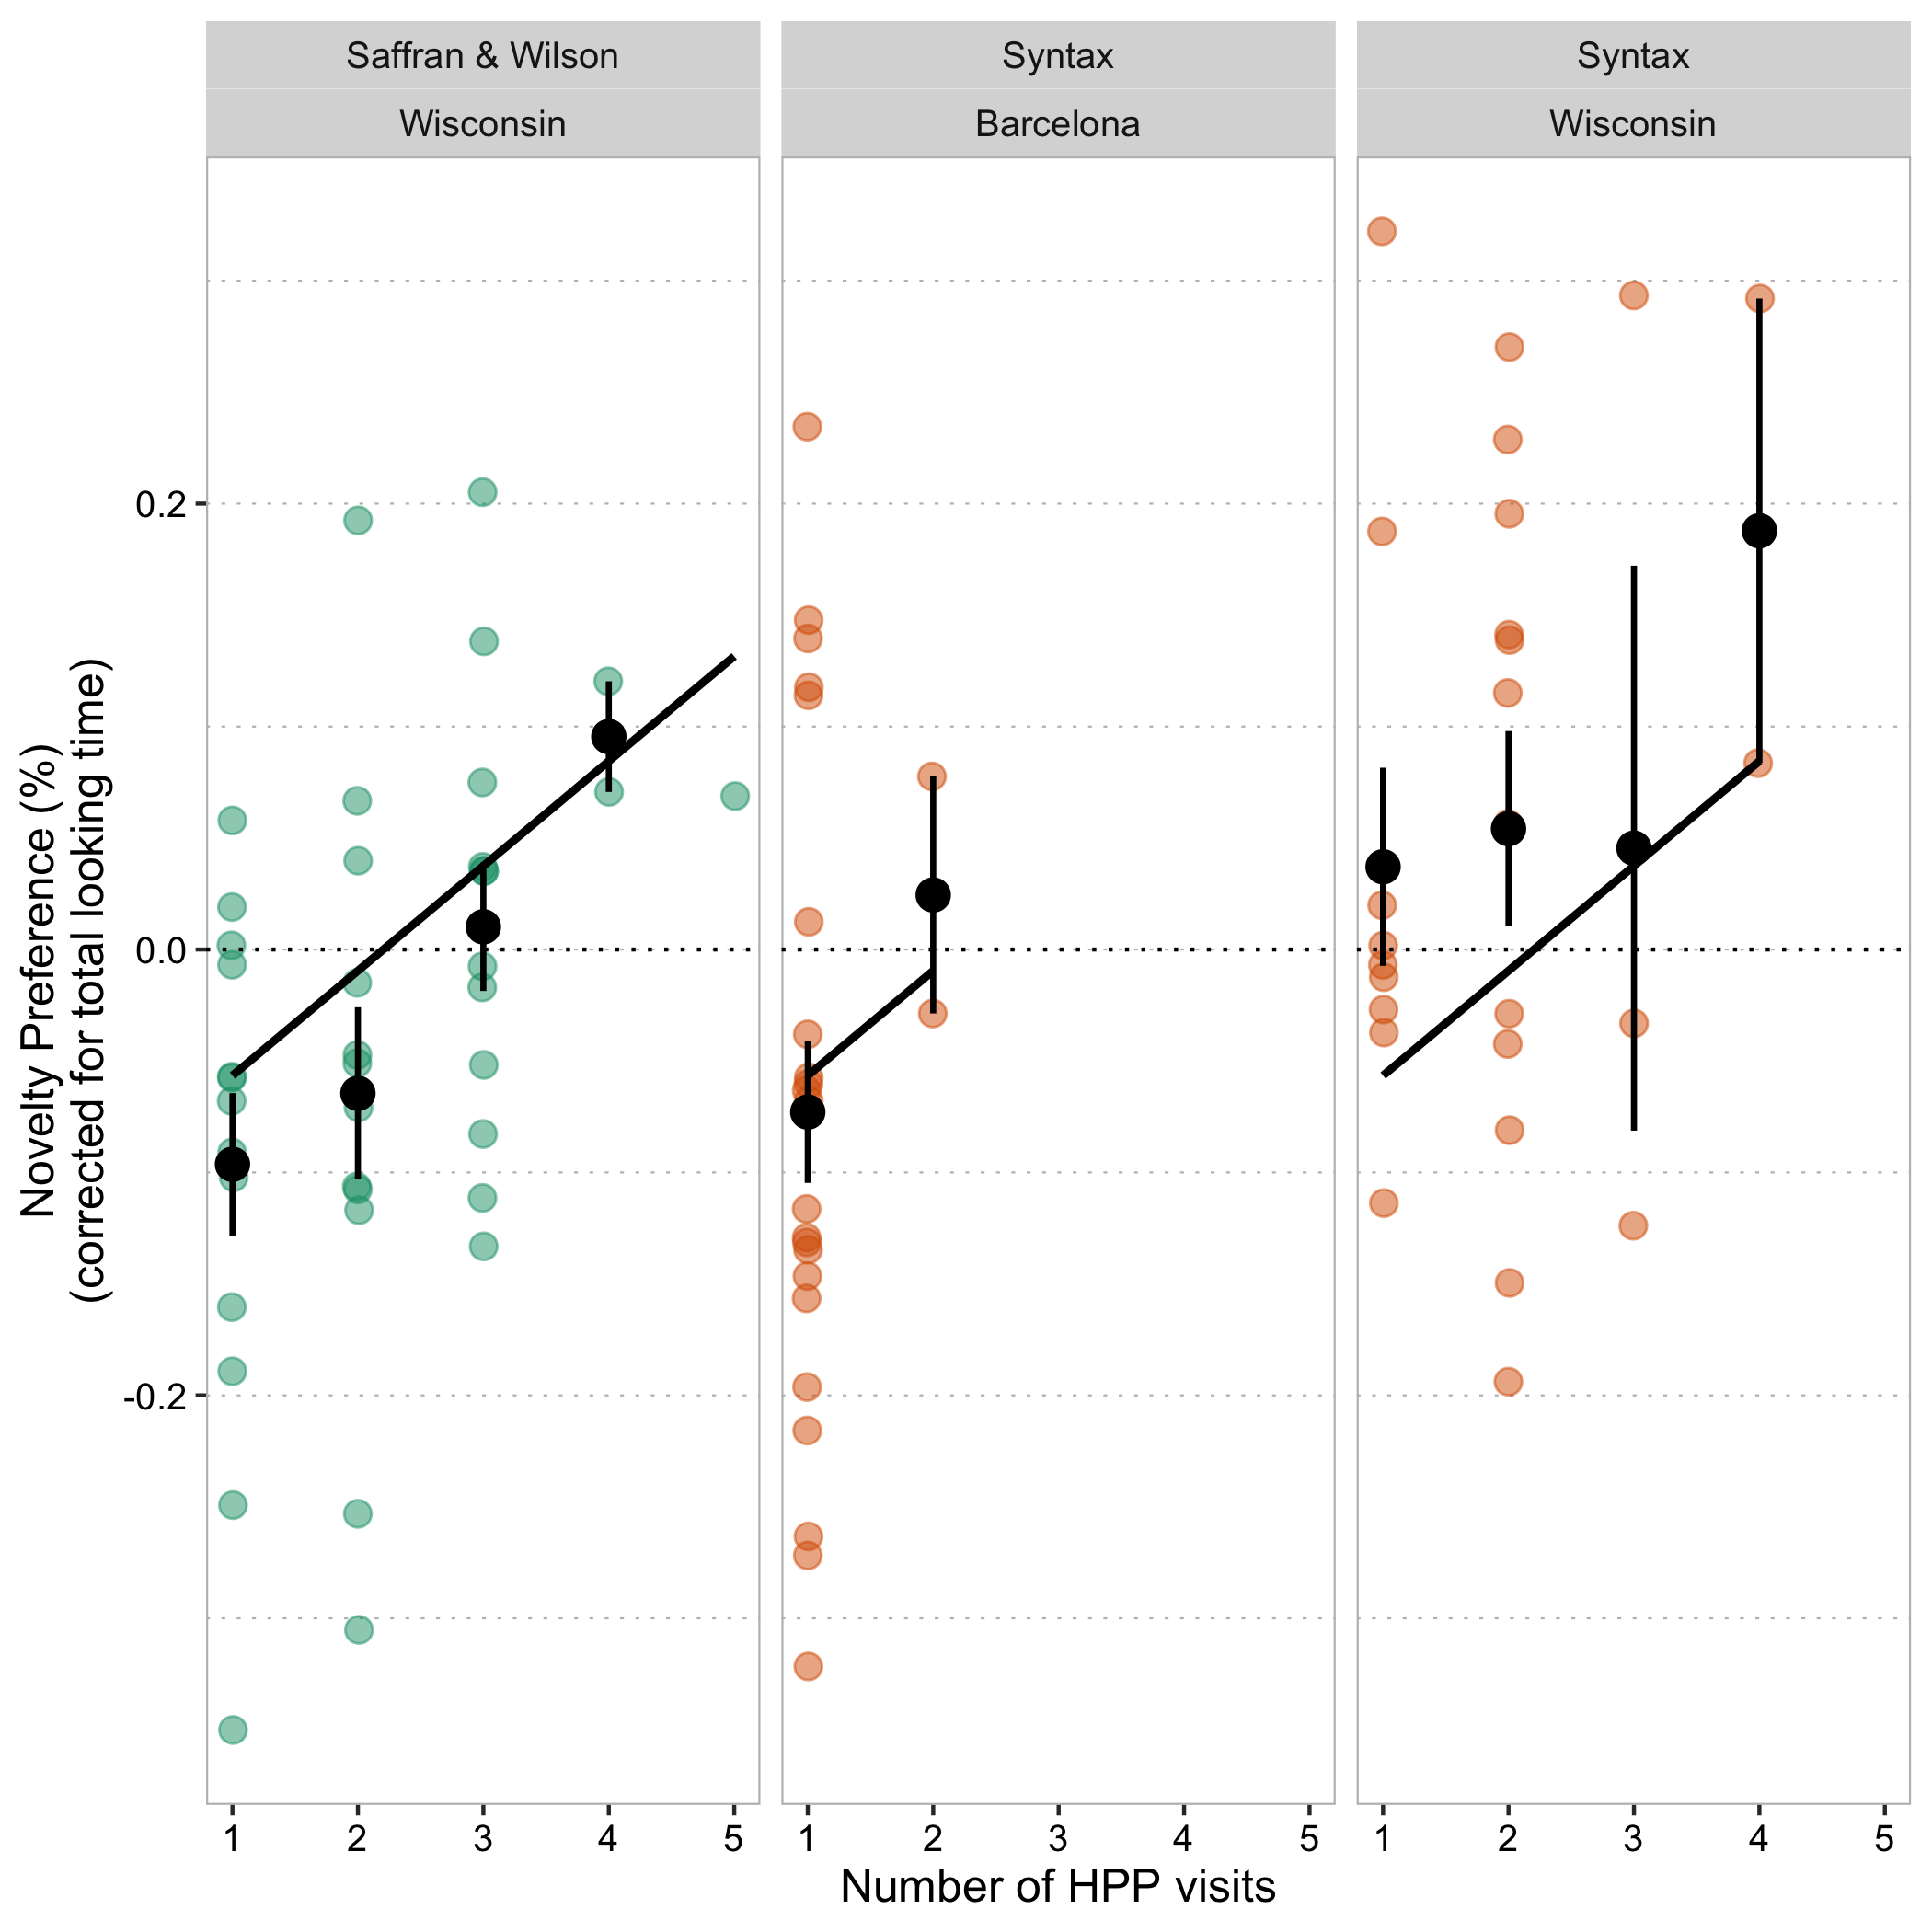 Saffran & Wilson
Wisconsin
Syntax
Barcelona
Syntax
Wisconsin
Novelty Preference (%)
(corrected for total looking time)
0.2
0.0
-0.2
1 2 3 4 5
1 2 3 4 5
1 2 3 4 5
Number of HPP visits